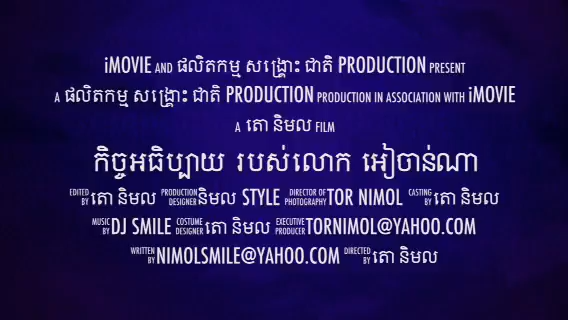 iMOVIE AND ផលិតកម្ម សង្គ្រោះ ជាតិ PRODUCTION PRESENT
A ផលិតកម្ម សង្គ្រោះ ជាតិ PRODUCTION PRODUCTION IN ASSOCIATION WITH iMOVIE
A តោ និមល FILM
កិច្ចអធិប្បាយ របស់លោក អៀចាន់ណា
EDITED BY តោ និមល PRODUCTION DESIGNER និមល STYLE DIRECTOR OF PHOTOGRAPHY TOR NIMOL CASTING BY តោ និមល
MUSIC BY DJ SMILE COSTUME DESIGNER តោ និមល EXECUTIVE PRODUCER TORNIMOL@YAHOO.COM
WRITTEN BY NIMOLSMILE@YAHOO.COM DIRECTED BY តោ និមល